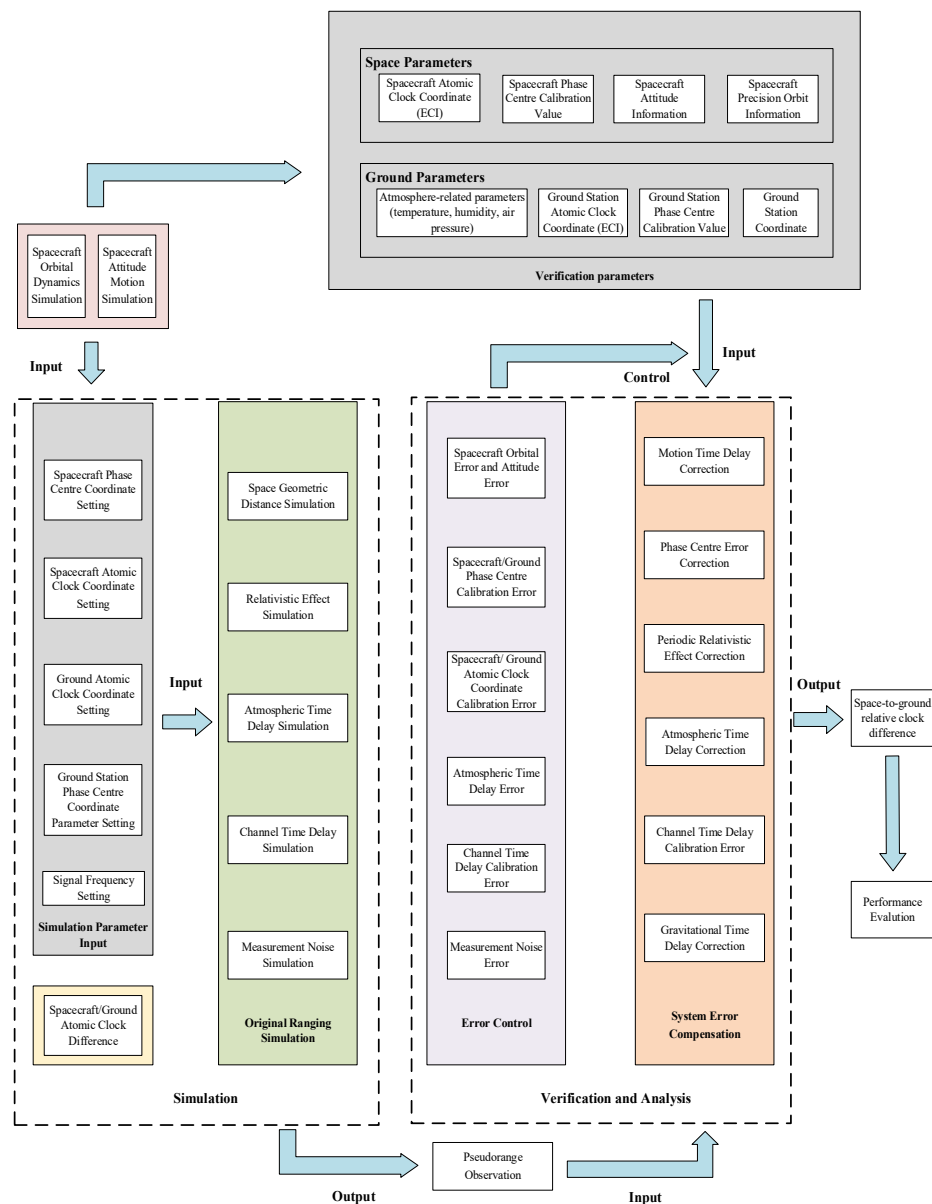 Space Parameters
Spacecraft Atomic
Clock Coordinate
(ECI)
Spacecraft Phase
Centre Calibration
Value
Spacecraft
Attitude
Information
Spacecraft
Precision Orbit
Information
Ground Parameters
Atmosphere-related parameters
(temperature, humidity, air
pressure)
Ground Station
Atomic Clock
Coordinate (ECI)
Ground Station
Phase Centre
Calibration Value
Ground
Station
Coordinate
Verification parameters
Spacecraft
Orbital
Dynamics
Simulation
Spacecraft
Attitude
Motion
Simulation
Input
Control
Input
Spacecraft Phase
Centre Coordinate
Setting
Spacecraft Atomic
Clock Coordinate
Setting
Ground Atomic
Clock Coordinate
Setting
Ground Station
Phase Centre
Coordinate
Parameter Setting
Signal Frequency
Setting
Simulation Parameter
Input
Spacecraft/Ground
Atomic Clock
Difference
Input
Space Geometric
Distance Simulation
Relativistic Effect
Simulation
Atmospheric Time
Delay Simulation
Channel Time Delay
Simulation
Measurement Noise
Simulation
Original Ranging
Simulation
Simulation
Spacecraft Orbital
Error and Attitude
Error
Spacecraft/Ground
Phase Centre
Calibration Error
Spacecraft/ Ground
Atomic Clock
Coordinate
Calibration Error
Atmospheric Time
Delay Error
Channel Time
Delay Calibration
Error
Measurement Noise
Error
Error Control
Motion Time Delay
Correction
Phase Centre Error
Correction
Periodic Relativistic
Effect Correction
Atmospheric Time
Delay Correction
Channel Time Delay
Calibration Error
Gravitational Time
Delay Correction
System Error
Compensation
Verification and Analysis
Output
Space-to-ground
relative clock
difference
Performance
Evalution
Output
Pseudorange
Observation
Input